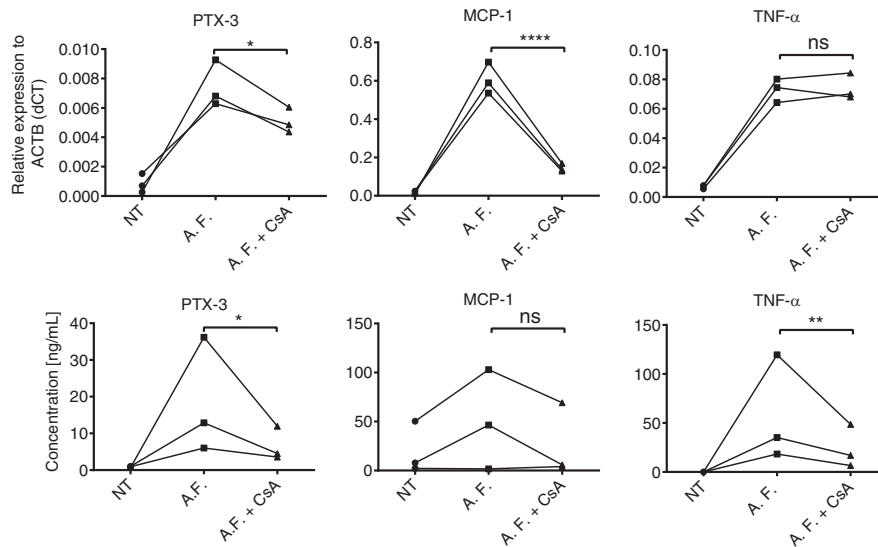 PTX-3
MCP-1
TNF-α
Relative expression to
ACTB (dCT)
0.010
0.008
0.006
0.004
0.002
0.000
*
NT
A. F.
A. F. + CsA
0.8
0.6
0.4
0.2
0.0
****
NT
A. F.
A. F. + CsA
0.10
0.08
0.06
0.04
0.02
0.00
ns
NT
A. F.
A. F. + CsA
PTX-3
MCP-1
TNF-α
Concentration [ng/mL]
40
30
20
10
0
*
NT
A.F.
A.F. + CsA
150
100
50
0
ns
NT
A. F.
A. F. + CsA
150
100
50
0
**
NT
A. F.
A. F. + CsA